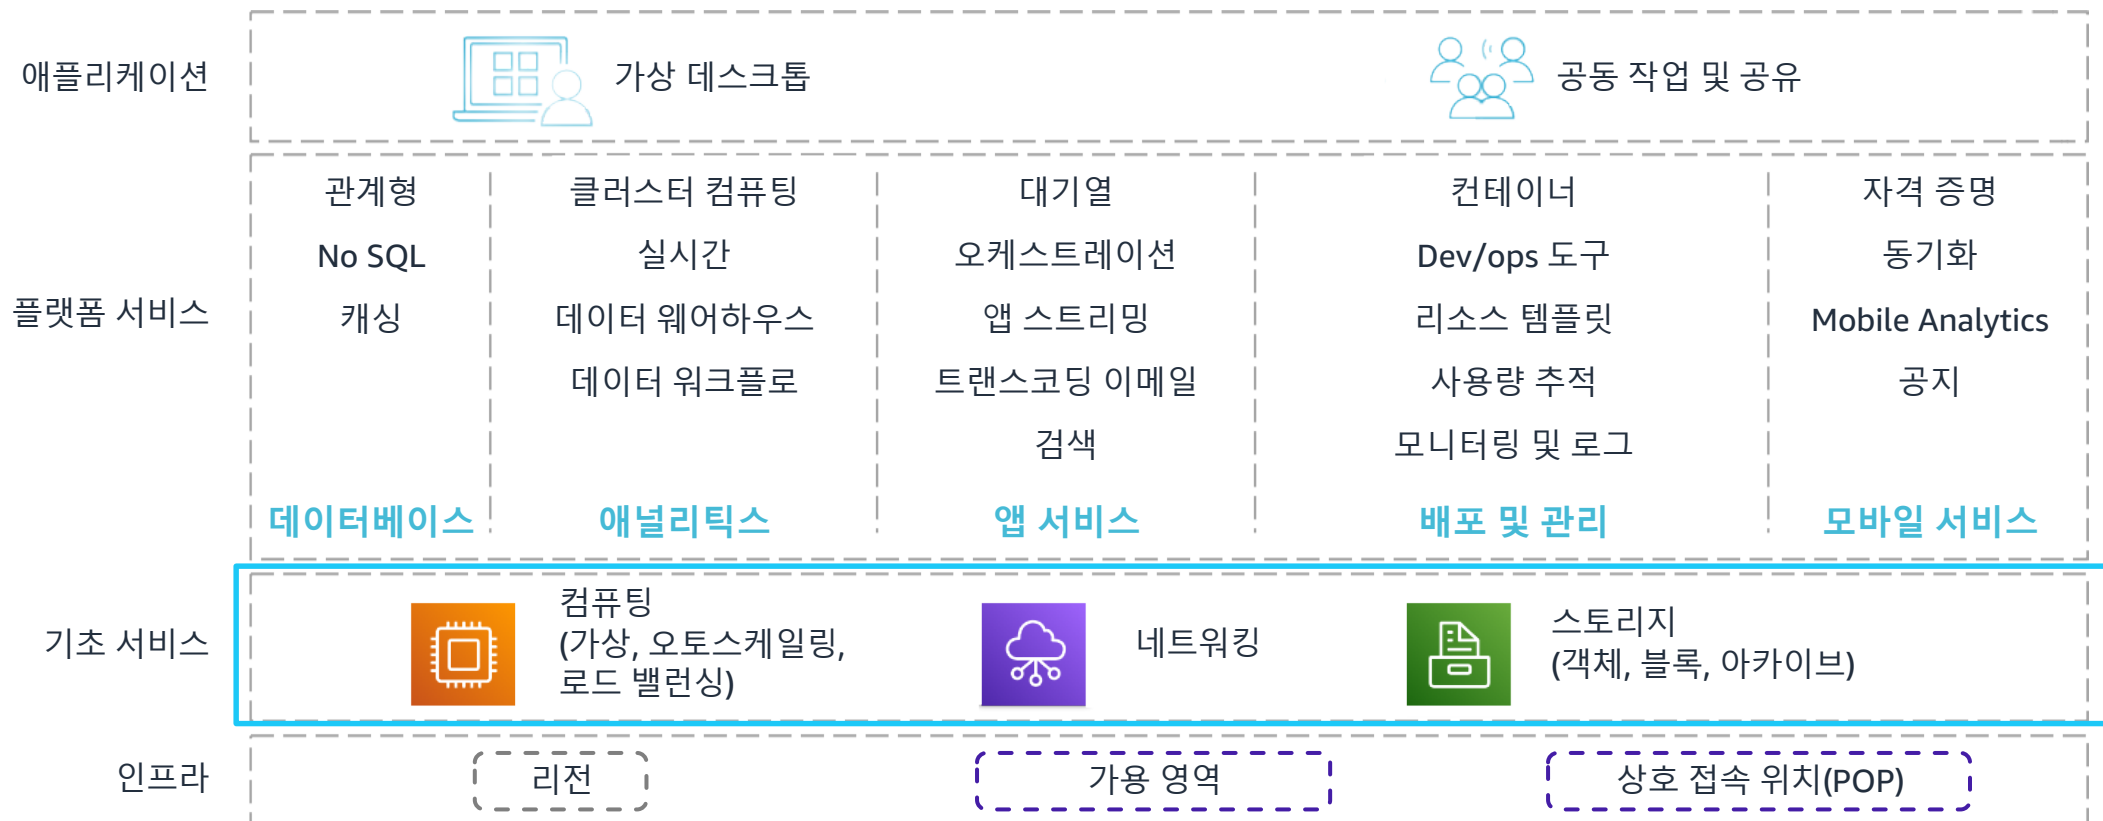 애플리케이션
가상 데스크톱
공동 작업 및 공유
플랫폼 서비스
관계형
No SQL
캐싱
데이터베이스
클러스터 컴퓨팅
실시간
데이터 웨어하우스
데이터 워크플로
애널리틱스
대기열
오케스트레이션
앱 스트리밍
트랜스코딩 이메일
검색
앱 서비스
컨테이너
Dev/ops 도구
리소스 템플릿
사용량 추적
모니터링 및 로그
배포 및 관리
자격 증명
동기화
Mobile Analytics
공지
모바일 서비스
기초 서비스
컴퓨팅
(가상, 오토스케일링,
로드 밸런싱)
네트워킹
스토리지
(객체, 블록, 아카이브)
인프라
리전
가용 영역
상호 접속 위치(POP)